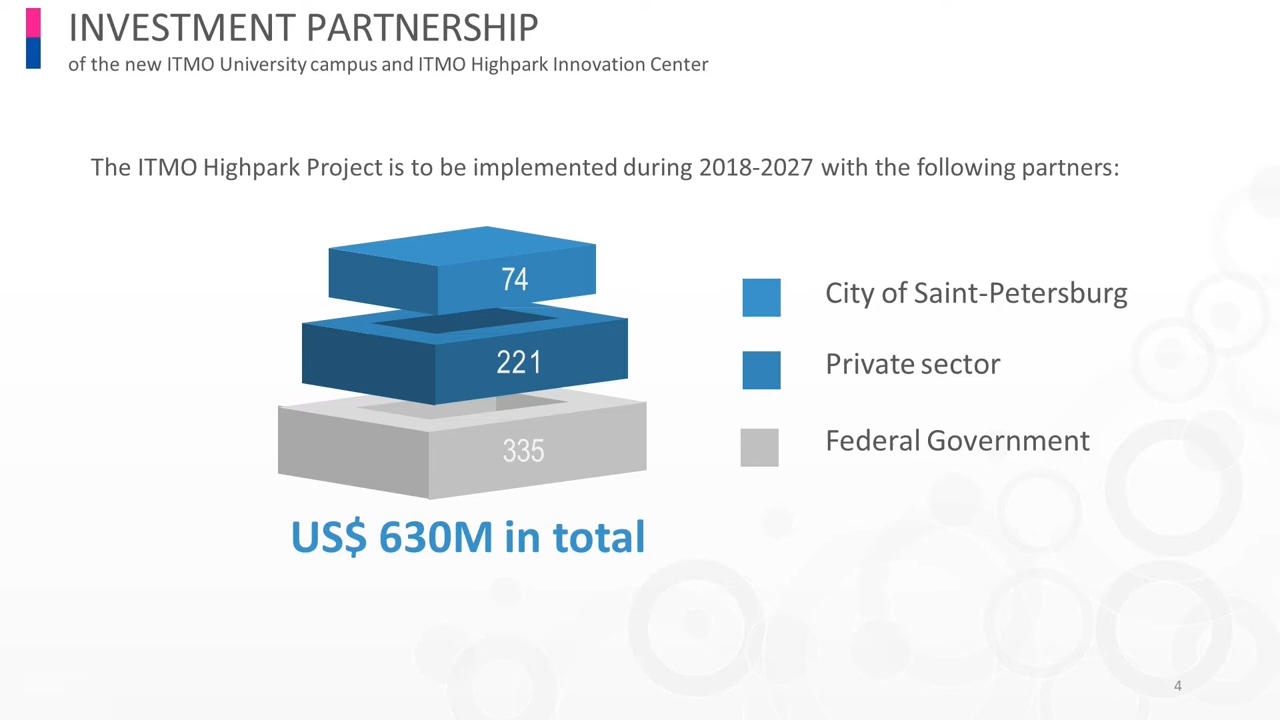 INVESTMENT PARTNERSHIP
of the new ITMO University campus and ITMO Highpark Innovation Center
The ITMO Highpark Project is to be implemented during 2018-2027 with the following partners:
74
City of Saint-Petersburg
221
Private sector
335
Federal Government
US$ 630M in total
4